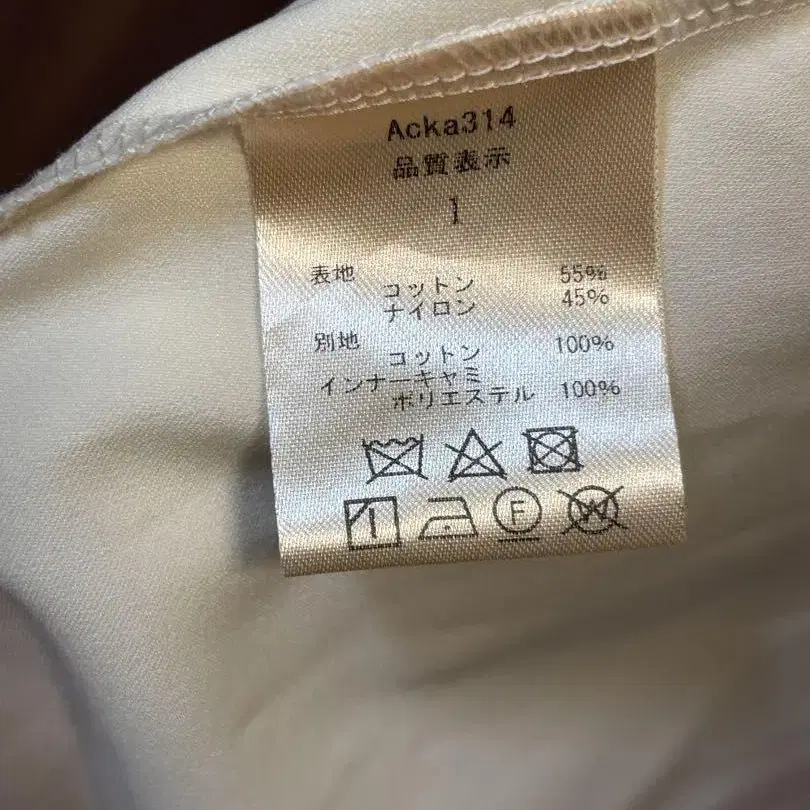 Acka314
品質表示
1
表地
コットン 55%
ナイロン 45%
別地
コットン 100%
インナーキャミ
ポリエステル 100%
F W